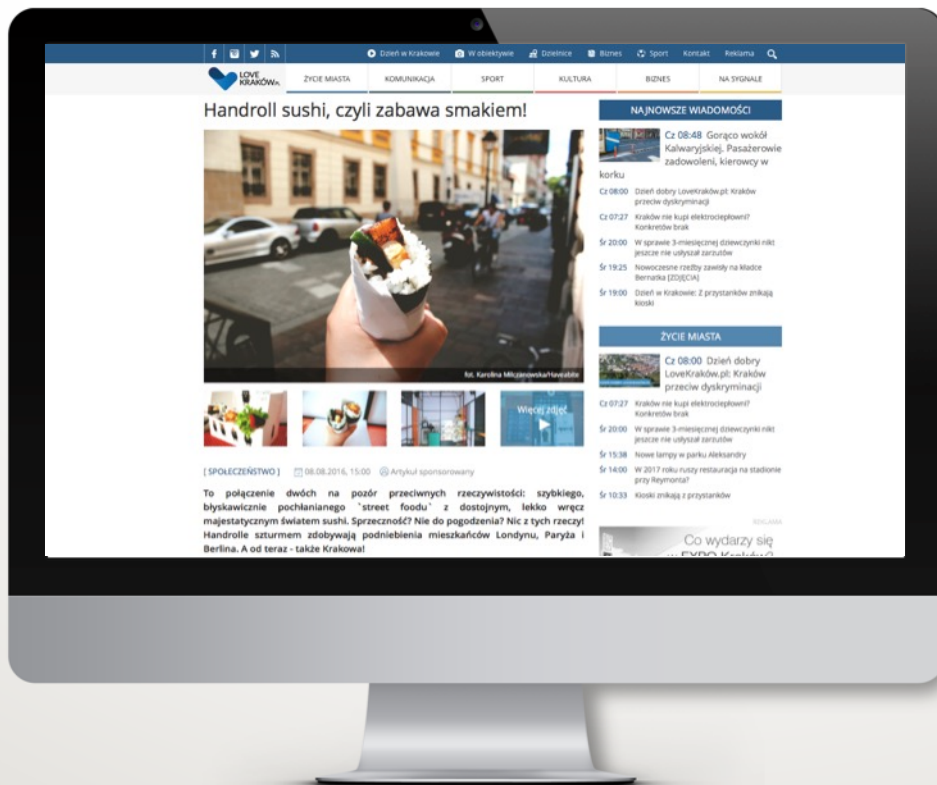 Dzień w Krakowie W obiektywie Dzielnice Biznes Sport Kontakt Reklama
LOVE
KRAKÓW.PL
ŻYCIE MIASTA KOMUNIKACJA SPORT KULTURA BIZNES NA SYGNALE
Handroll sushi, czyli zabawa smakiem!
fot. Karolina Milczanowska/Haveabite
Więcej zdjęć
[ SPOŁECZEŃSTWO ] 08.08.2016, 15:00 Artykuł sponsorowany
To połączenie dwóch na pozór przeciwnych rzeczywistości: szybkiego,
błyskawicznie pochłanianego `street foodu` z dostojnym, lekko wręcz
majestatycznym światem sushi. Sprzeczność? Nie do pogodzenia? Nic z tych rzeczy!
Handrolle szturmem zdobywają podniebienia mieszkańców Londynu, Paryża i
Berlina. A od teraz - także Krakowa!
NAJNOWSZE WIADOMOŚCI
Cz 08:48 Gorąco wokół
Kalwaryjskiej. Pasażerowie
zadowoleni, kierowcy w
korku
Cz 08:00 Dzień dobry LoveKraków.pl: Kraków
przeciw dyskryminacji
Cz 07:27 Kraków nie kupi elektrociepłowni?
Konkretów brak
Śr 20:00 W sprawie 3-miesięcznej dziewczynki nikt
jeszcze nie usłyszał zarzutów
Śr 19:25 Nowoczesne rzeźby zawisły na kładce
Bernatka [ZDJĘCIA]
Śr 19:00 Dzień w Krakowie: Z przystanków znikają
kioski
ŻYCIE MIASTA
Cz 08:00 Dzień dobry
LoveKraków.pl: Kraków
przeciw dyskryminacji
Cz 07:27 Kraków nie kupi elektrociepłowni?
Konkretów brak
Śr 20:00 W sprawie 3-miesięcznej dziewczynki nikt
jeszcze nie usłyszał zarzutów
Śr 15:38 Nowe lampy w parku Aleksandry
Śr 14:00 W 2017 roku ruszy restauracja na stadionie
przy Reymonta?
Śr 10:33 Kioski znikają z przystanków
REKLAMA
Co wydarzy się
w EXPO Kraków?